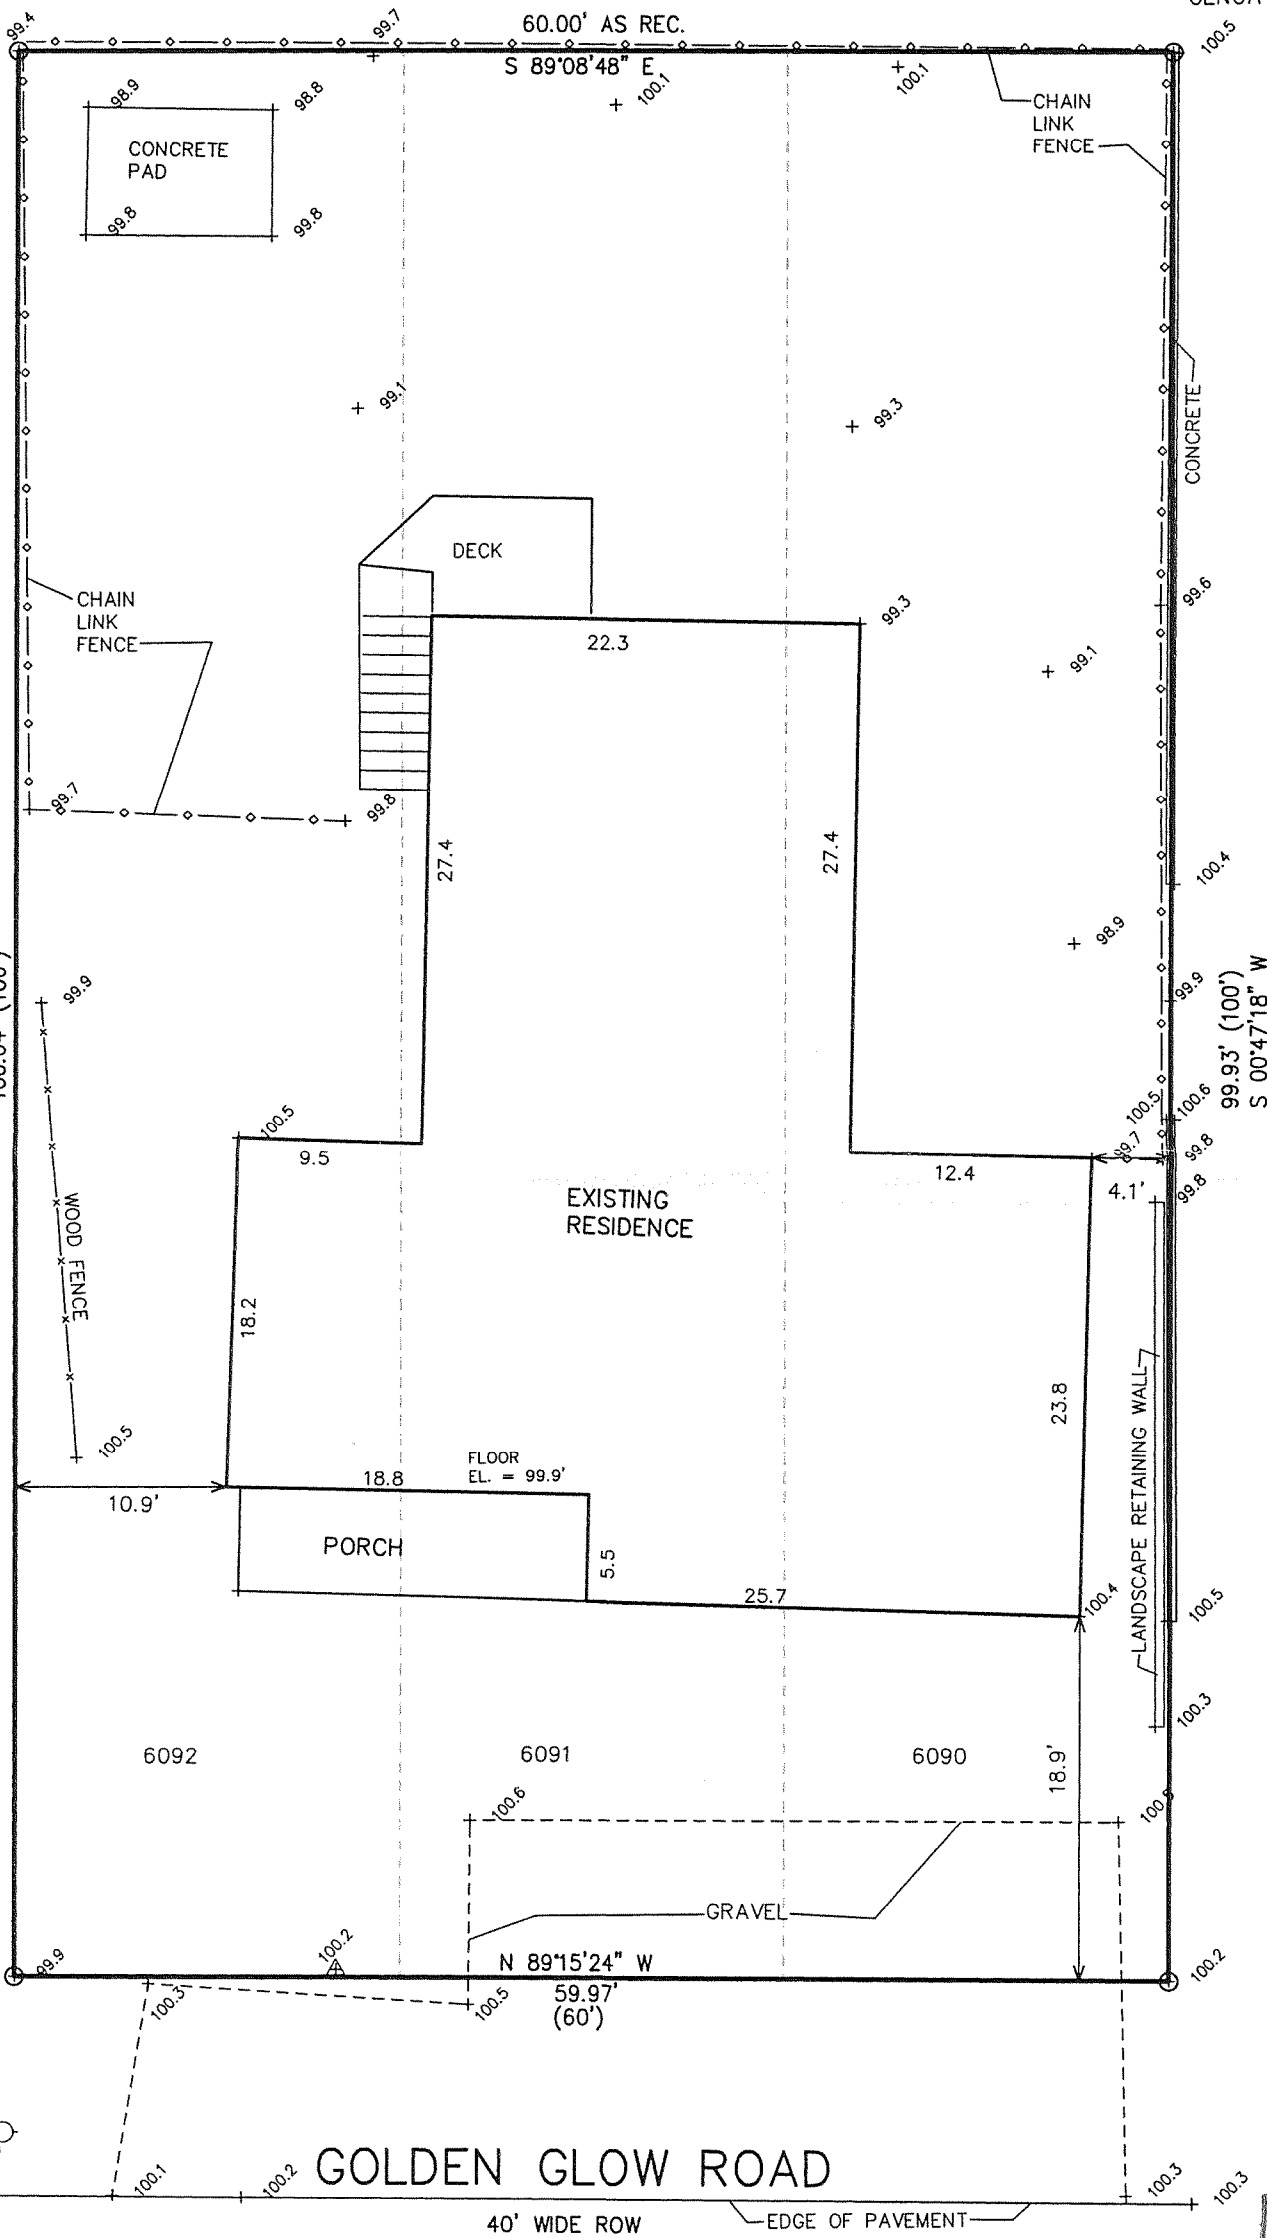 99.4
99.7
60.00' AS REC.
100.5
S 89°08'48" E
100.1
100.1
98.9
98.8
CONCRETE
PAD
CHAIN
LINK
FENCE
99.8
99.8
99.1
99.3
CONCRETE
DECK
CHAIN
LINK
FENCE
99.6
99.3
22.3
99.1
99.7
99.8
27.4
27.4
100.4
98.9
99.9
99.9
99.93' (100')
S 00°47'18" W
100.5
100.6
100.5
99.7
99.8
9.5
12.4
4.1'
99.8
EXISTING
RESIDENCE
WOOD FENCE
18.2
23.8
LANDSCAPE RETAINING WALL
100.5
FLOOR
EL. = 99.9'
18.8
10.9'
PORCH
5.5
25.7
100.4
100.5
100.3
6092
6091
6090
18.9'
100.6
GRAVEL
99.9
100.2
N 89°15'24" W
59.97'
(60')
100.2
100.3
100.5
GOLDEN GLOW ROAD
100.1
100.2
100.3
100.3
40' WIDE ROW
EDGE OF PAVEMENT